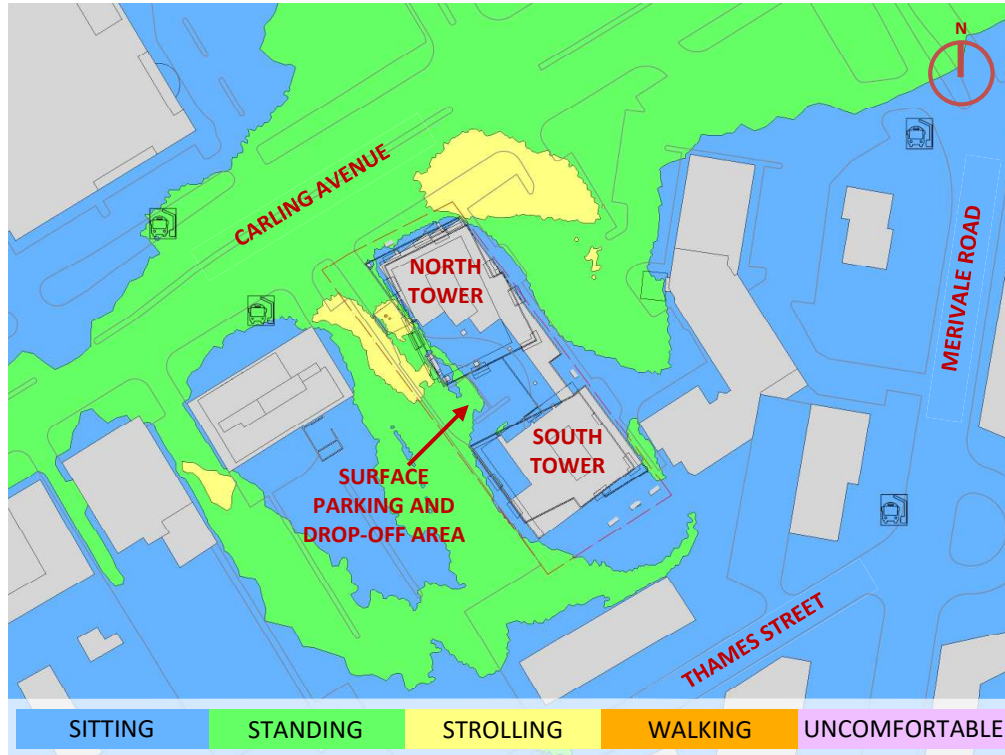 N
CARLING AVENUE
NORTH
TOWER
MERIVALE ROAD
SOUTH
TOWER
SURFACE
PARKING AND
DROP-OFF AREA
THAMES STREET
SITTING
STANDING
STROLLING
WALKING
UNCOMFORTABLE